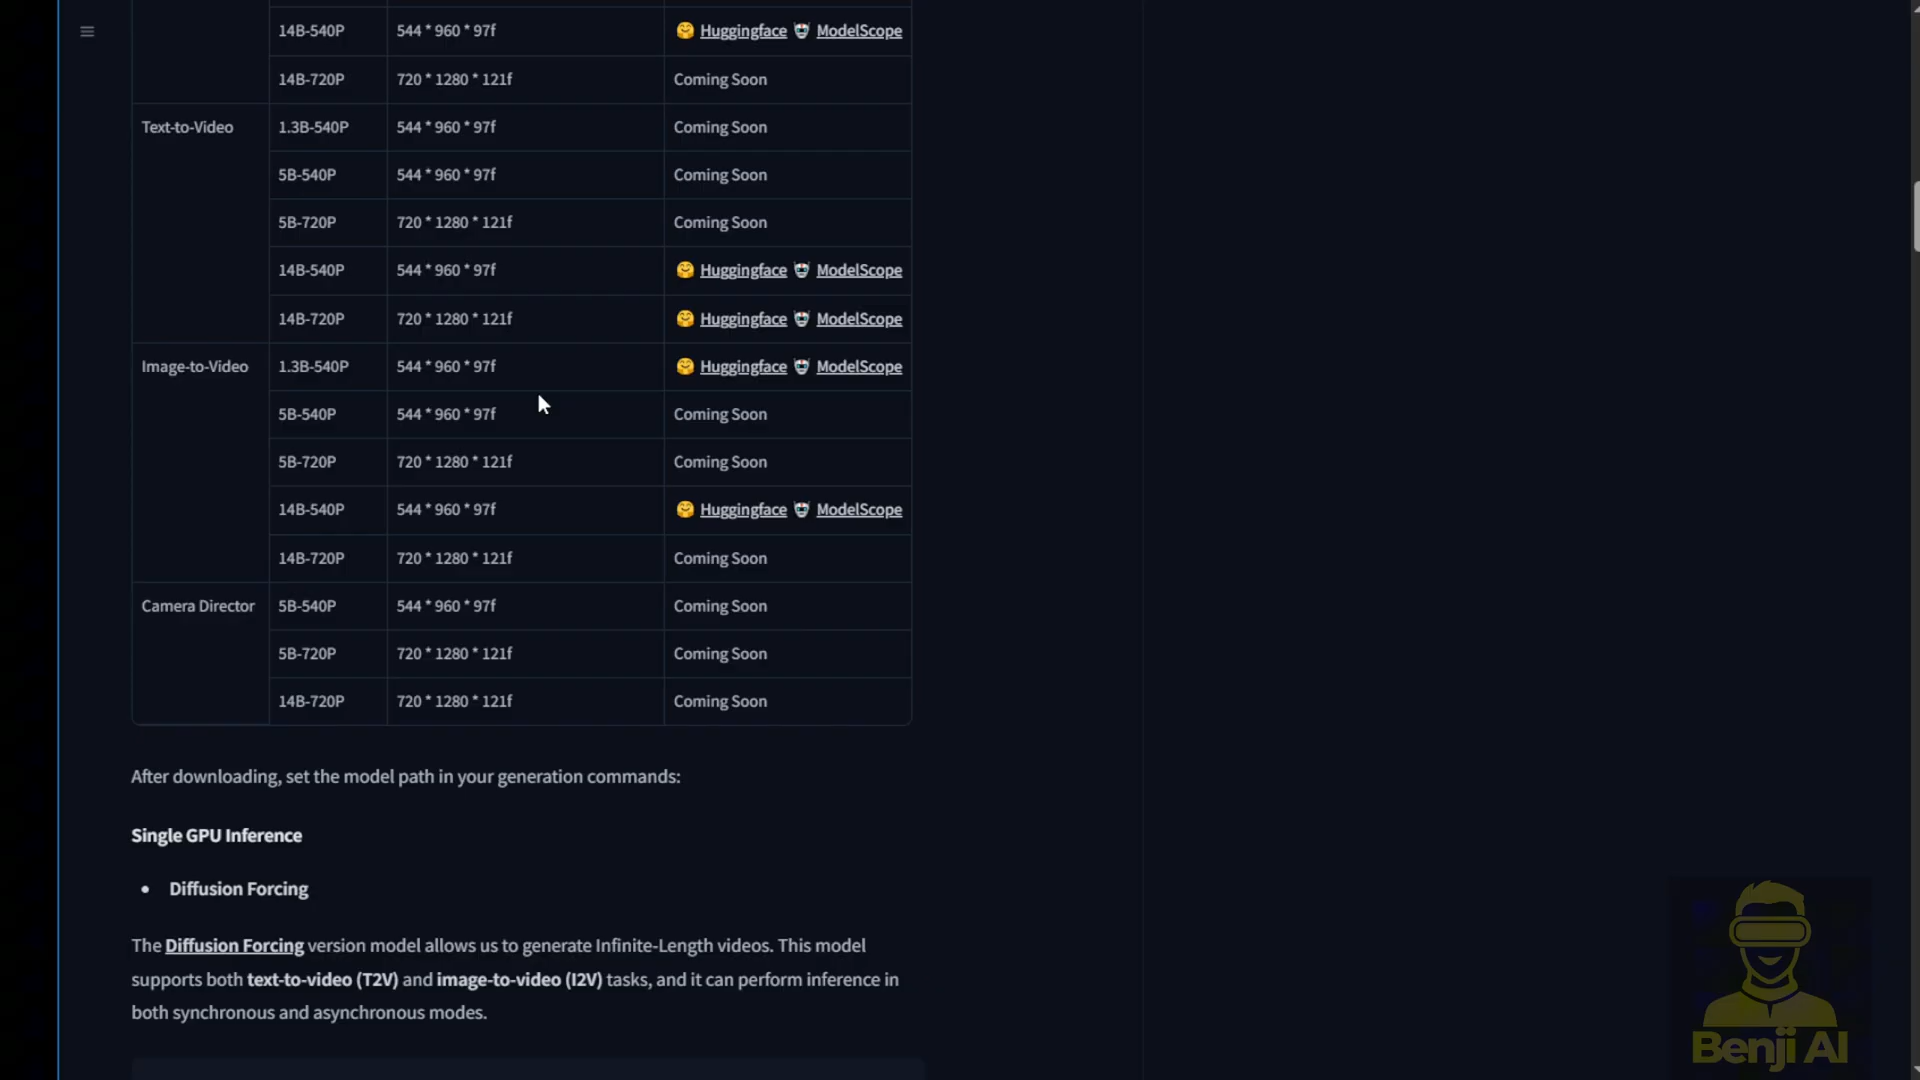 14B-540P 544 * 960 * 97f 🤗 Huggingface 🤖 ModelScope
14B-720P 720 * 1280 * 121f Coming Soon
Text-to-Video 1.3B-540P 544 * 960 * 97f Coming Soon
5B-540P 544 * 960 * 97f Coming Soon
5B-720P 720 * 1280 * 121f Coming Soon
14B-540P 544 * 960 * 97f 🤗 Huggingface 🤖 ModelScope
14B-720P 720 * 1280 * 121f 🤗 Huggingface 🤖 ModelScope
Image-to-Video 1.3B-540P 544 * 960 * 97f 🤗 Huggingface 🤖 ModelScope
5B-540P 544 * 960 * 97f Coming Soon
5B-720P 720 * 1280 * 121f Coming Soon
14B-540P 544 * 960 * 97f 🤗 Huggingface 🤖 ModelScope
14B-720P 720 * 1280 * 121f Coming Soon
Camera Director 5B-540P 544 * 960 * 97f Coming Soon
5B-720P 720 * 1280 * 121f Coming Soon
14B-720P 720 * 1280 * 121f Coming Soon
After downloading, set the model path in your generation commands:
Single GPU Inference
• Diffusion Forcing
The Diffusion Forcing version model allows us to generate Infinite-Length videos. This model
supports both text-to-video (T2V) and image-to-video (I2V) tasks, and it can perform inference in
both synchronous and asynchronous modes.
Benji AI